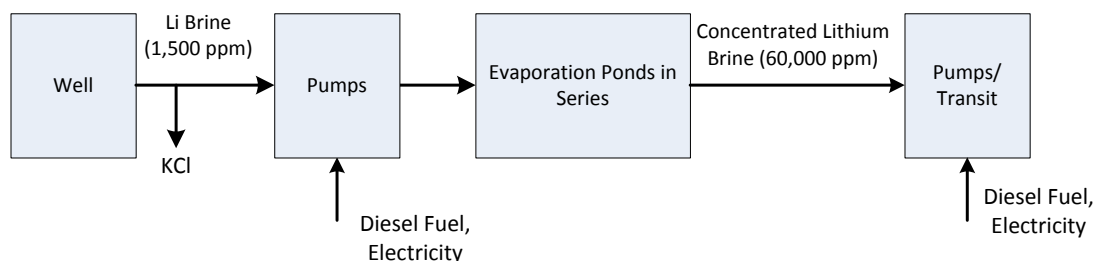 Well
Li Brine
(1,500 ppm)
KCl
Pumps
Diesel Fuel,
Electricity
Evaporation Ponds in
Series
Concentrated Lithium
Brine (60,000 ppm)
Pumps/
Transit
Diesel Fuel,
Electricity